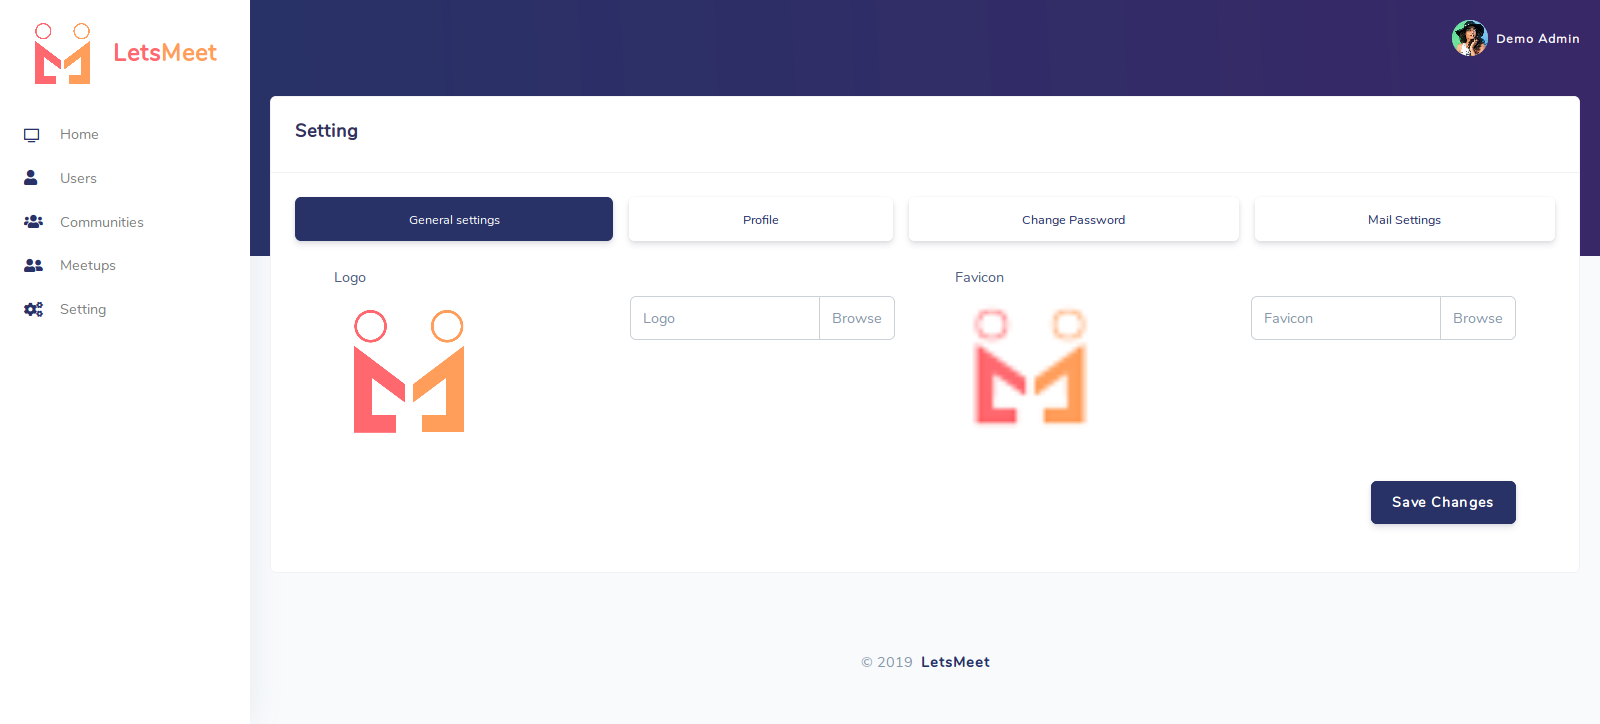 LetsMeet
Demo Admin
Home
Users
Communities
Meetups
Setting
Setting
General settings
Profile
Change Password
Mail Settings
Logo
Logo
Browse
Favicon
Favicon
Browse
Save Changes
© 2019 LetsMeet